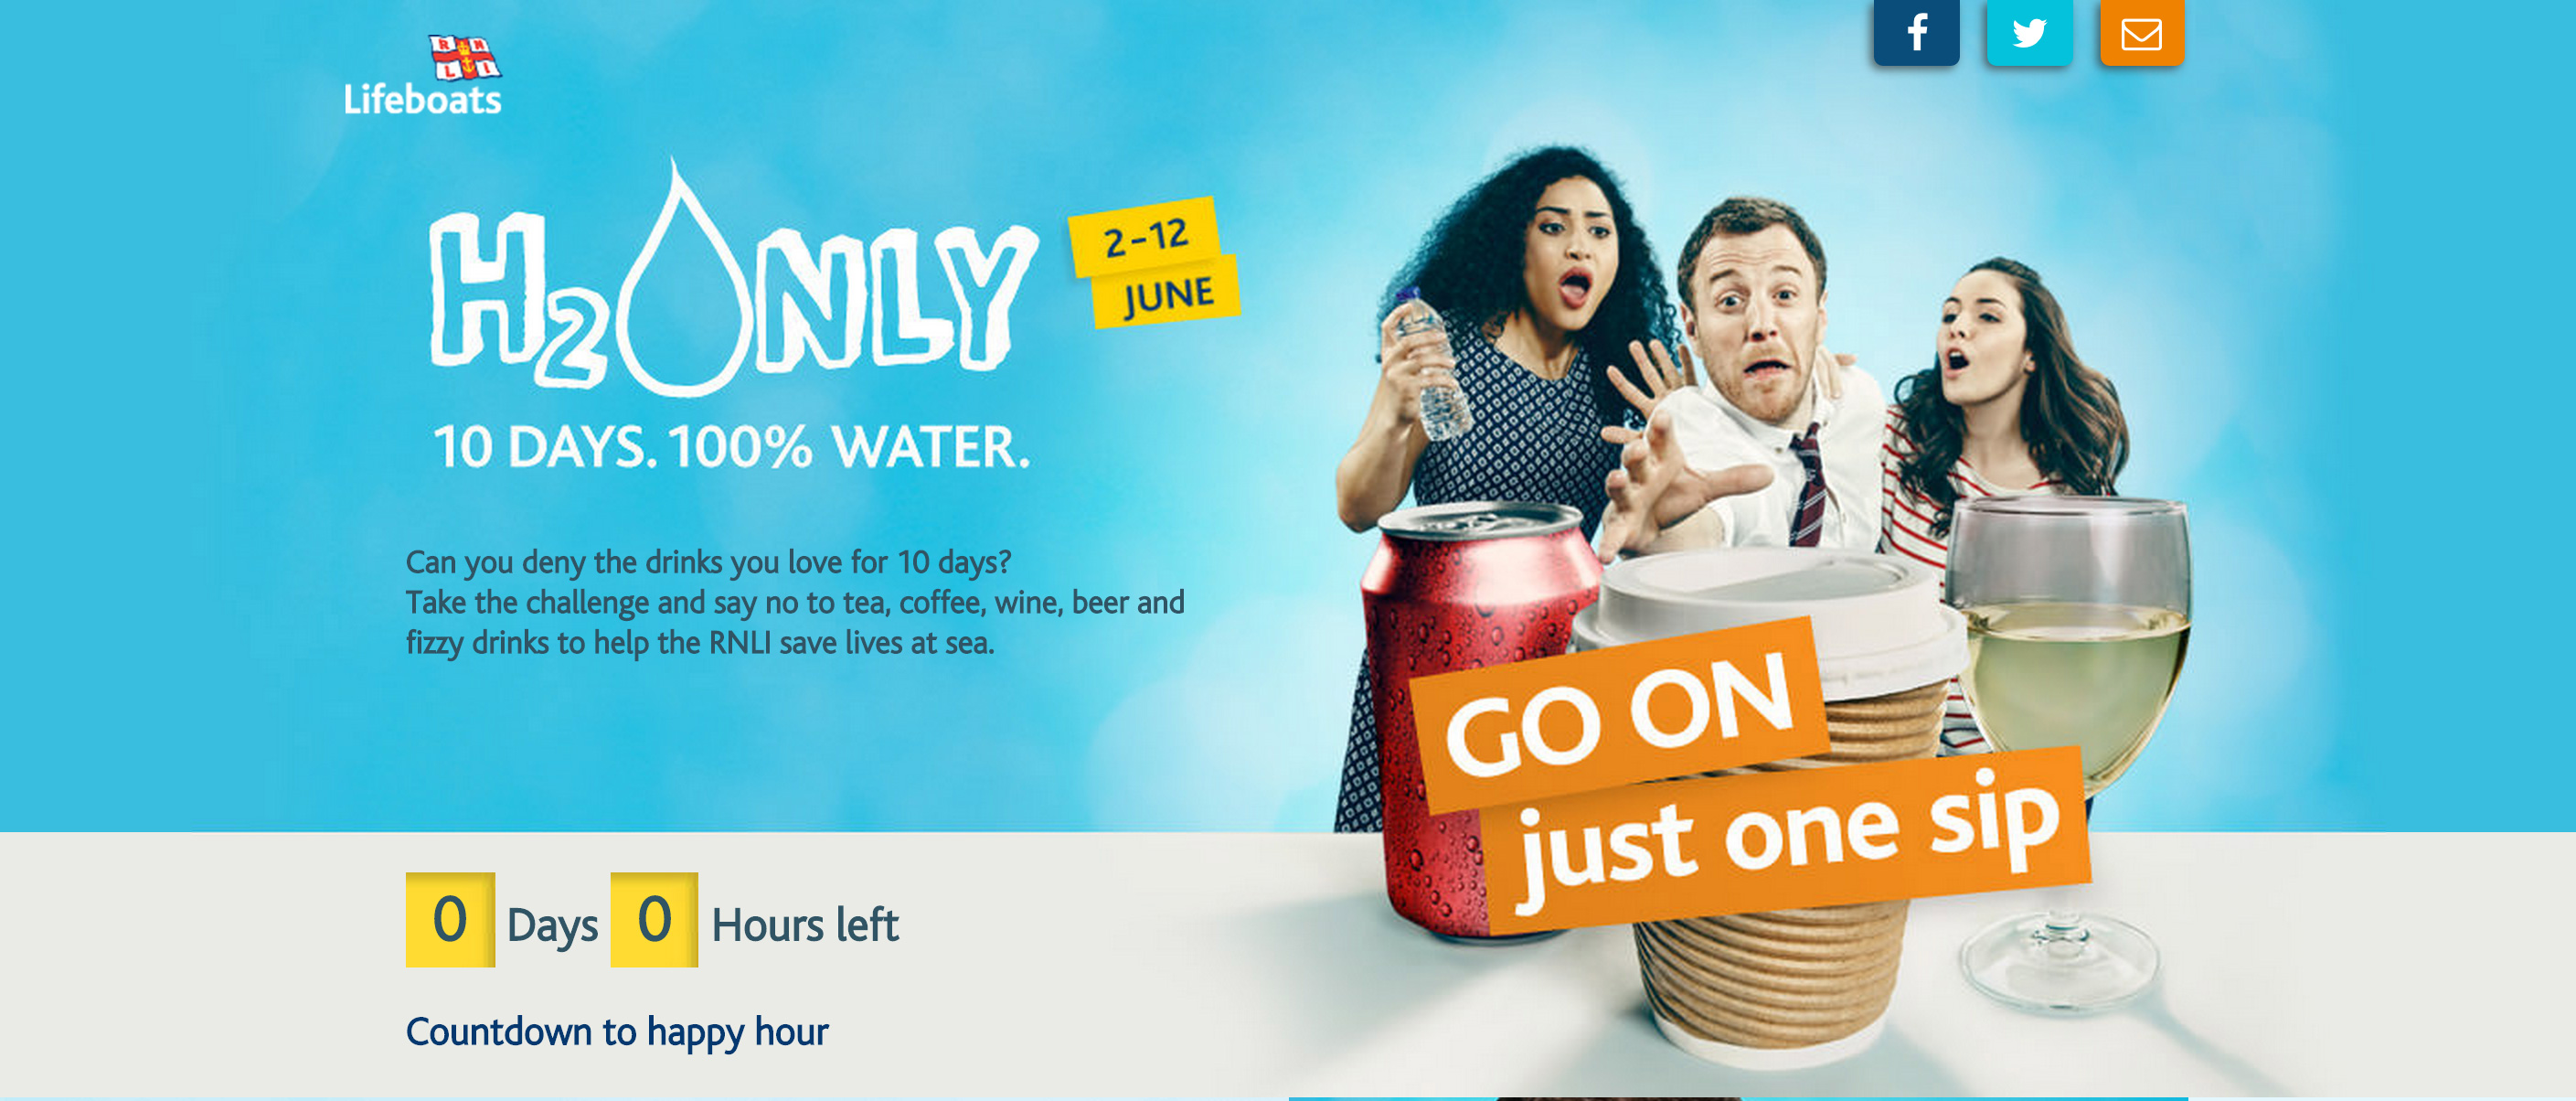 R N
L I
Lifeboats
H2ONLY
2-12
JUNE
10 DAYS. 100% WATER.
Can you deny the drinks you love for 10 days?
Take the challenge and say no to tea, coffee, wine, beer and
fizzy drinks to help the RNLI save lives at sea.
GO ON
just one sip
0 Days 0 Hours left
Countdown to happy hour